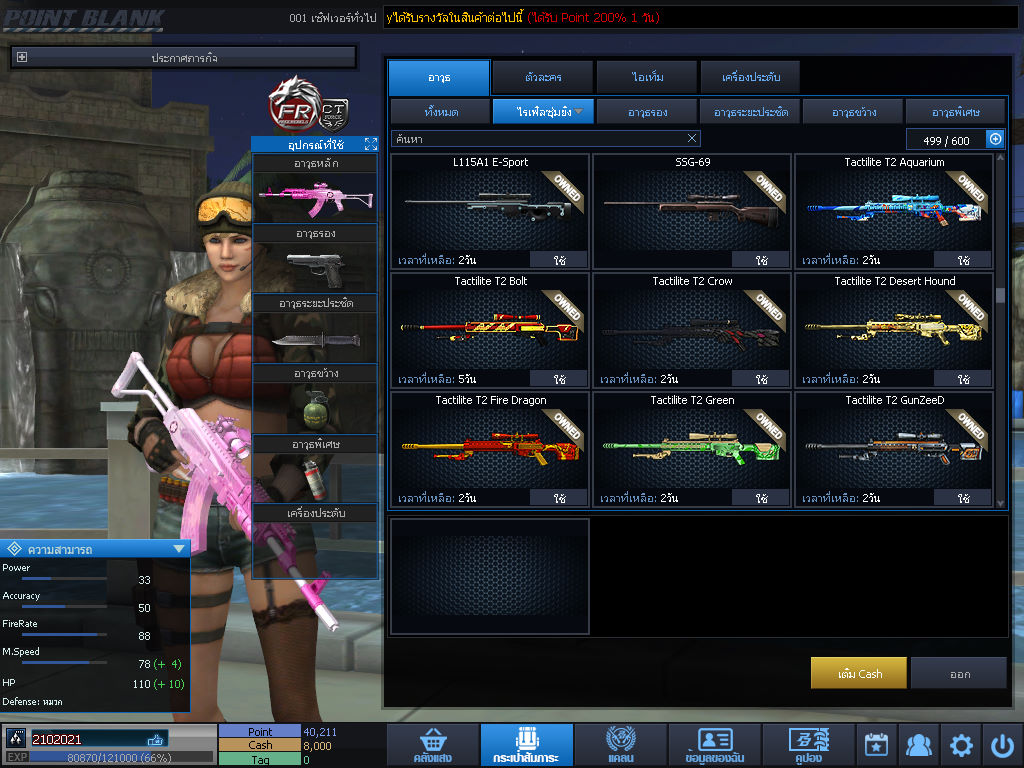 POINT BLANK
001 เซิฟเวอร์ทั่วไป
yได้รับรางวัลในสินค้าต่อไปนี้ (ได้รับ Point 200% 1 วัน)
ประกาศภารกิจ
FR
CT
FORCE
อุปกรณ์ที่ใช้
อาวุธหลัก
อาวุธรอง
อาวุธระยะประชิด
อาวุธขว้าง
อาวุธพิเศษ
เครื่องประดับ
อาวุธ
ตัวละคร
ไอเท็ม
เครื่องประดับ
ทั้งหมด
ไรเฟิลซุ่มยิง
อาวุธรอง
อาวุธระยะประชิด
อาวุธขว้าง
อาวุธพิเศษ
ค้นหา
499 / 600
L115A1 E-Sport
OWNED
เวลาที่เหลือ: 2วัน
ใช้
SSG-69
OWNED
ใช้
Tactilite T2 Aquarium
OWNED
เวลาที่เหลือ: 2วัน
ใช้
Tactilite T2 Bolt
OWNED
เวลาที่เหลือ: 5วัน
ใช้
Tactilite T2 Crow
OWNED
เวลาที่เหลือ: 2วัน
ใช้
Tactilite T2 Desert Hound
OWNED
เวลาที่เหลือ: 2วัน
ใช้
Tactilite T2 Fire Dragon
OWNED
เวลาที่เหลือ: 2วัน
ใช้
Tactilite T2 Green
OWNED
เวลาที่เหลือ: 2วัน
ใช้
Tactilite T2 GunZeeD
OWNED
เวลาที่เหลือ: 2วัน
ใช้
ความสามารถ
Power
33
Accuracy
50
FireRate
88
M.Speed
78 (+ 4)
HP
110 (+ 10)
Defense: หมวก
เติม Cash
ออก
2102021
EXP 80870/121000 (66%)
Point 40,211
Cash 8,000
Tag 0
คลังแสง
กระเป๋าสัมภาระ
แคลน
ข้อมูลของฉัน
คูปอง